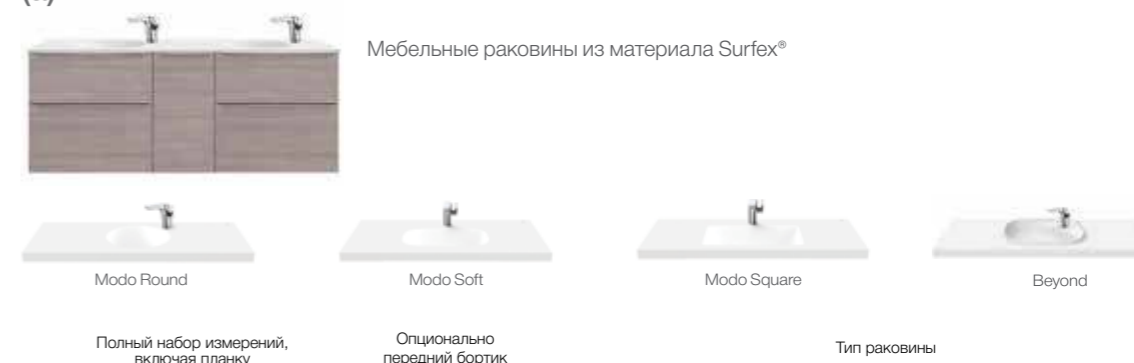 Мебельные раковины из материала Surfex®
Modo Round
Modo Soft
Modo Square
Beyond
Полный набор измерений,
включая планку
Опционально
передний бортик
Тип раковины